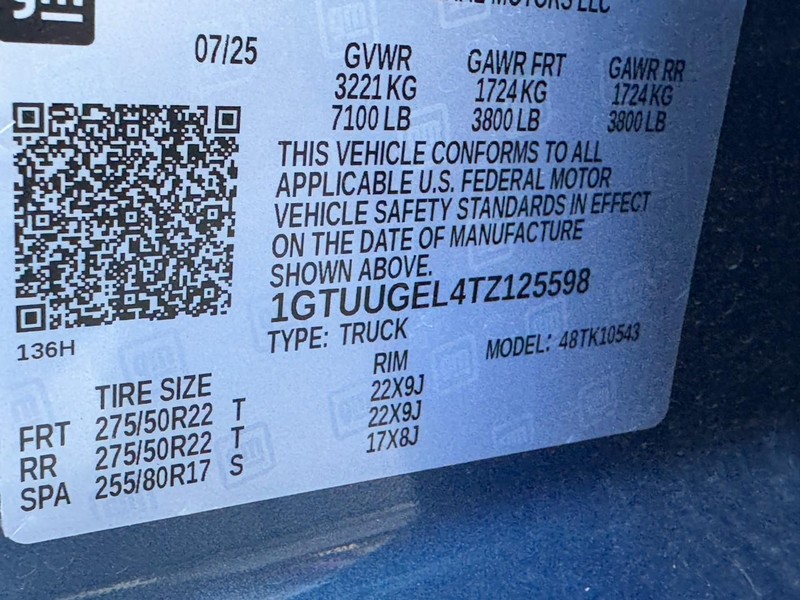 gm
MOTORS LLC
07/25
GVWR GAWR FRT GAWR RR
3221 KG 1724 KG 1724 KG
7100 LB 3800 LB 3800 LB
THIS VEHICLE CONFORMS TO ALL
APPLICABLE U.S. FEDERAL MOTOR
VEHICLE SAFETY STANDARDS IN EFFECT
ON THE DATE OF MANUFACTURE
SHOWN ABOVE.
1GTUUGEL4TZ125598
TYPE: TRUCK MODEL: 48TK10543
136H
TIRE SIZE RIM
FRT 275/50R22 T 22X9J
RR 275/50R22 T 22X9J
SPA 255/80R17 S 17X8J